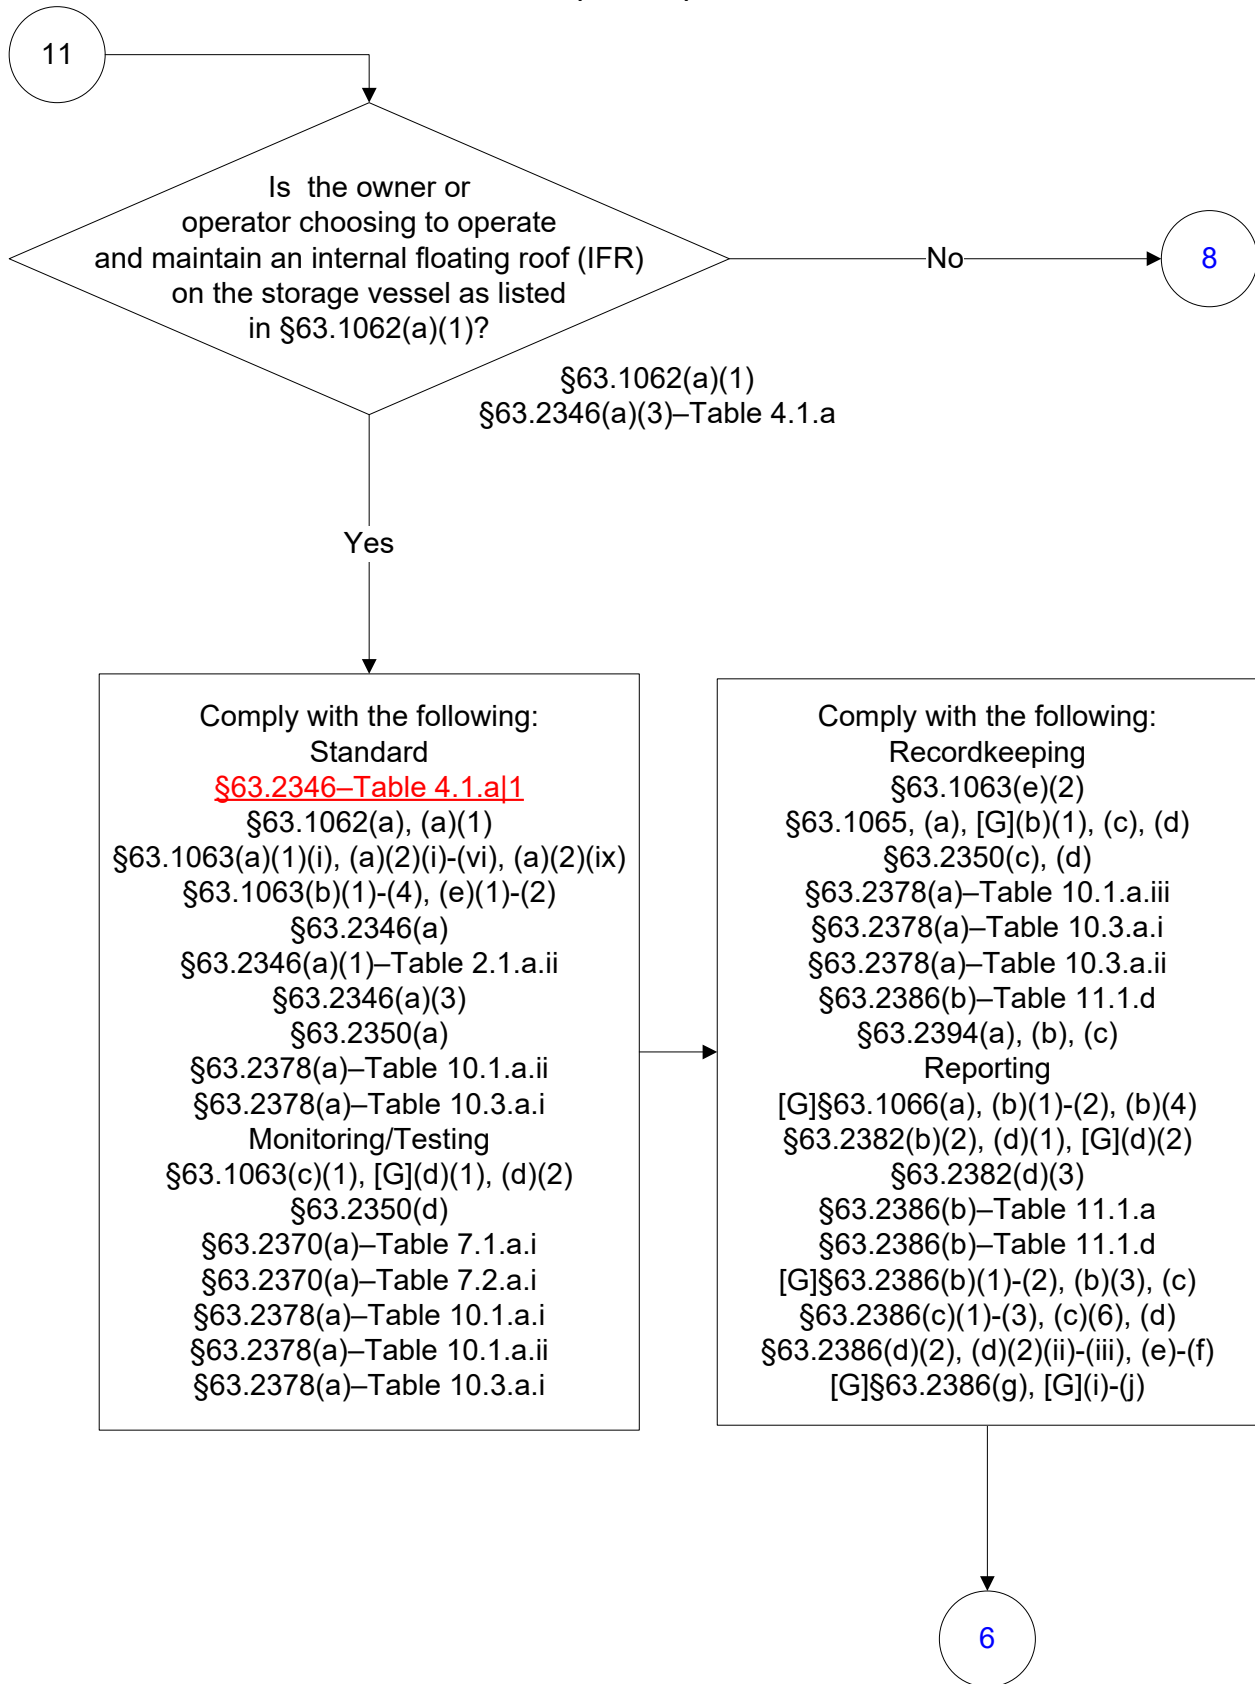 11
Is the owner or
operator choosing to operate
and maintain an internal floating roof (IFR)
on the storage vessel as listed
in §63.1062(a)(1)?
No
8
§63.1062(a)(1)
§63.2346(a)(3)–Table 4.1.a
Yes
Comply with the following:
Standard
§63.2346–Table 4.1.a|1
§63.1062(a), (a)(1)
§63.1063(a)(1)(i), (a)(2)(i)-(vi), (a)(2)(ix)
§63.1063(b)(1)-(4), (e)(1)-(2)
§63.2346(a)
§63.2346(a)(1)–Table 2.1.a.ii
§63.2346(a)(3)
§63.2350(a)
§63.2378(a)–Table 10.1.a.ii
§63.2378(a)–Table 10.3.a.i
Monitoring/Testing
§63.1063(c)(1), [G](d)(1), (d)(2)
§63.2350(d)
§63.2370(a)–Table 7.1.a.i
§63.2370(a)–Table 7.2.a.i
§63.2378(a)–Table 10.1.a.i
§63.2378(a)–Table 10.1.a.ii
§63.2378(a)–Table 10.3.a.i
Comply with the following:
Recordkeeping
§63.1063(e)(2)
§63.1065, (a), [G](b)(1), (c), (d)
§63.2350(c), (d)
§63.2378(a)–Table 10.1.a.iii
§63.2378(a)–Table 10.3.a.i
§63.2378(a)–Table 10.3.a.ii
§63.2386(b)–Table 11.1.d
§63.2394(a), (b), (c)
Reporting
[G]§63.1066(a), (b)(1)-(2), (b)(4)
§63.2382(b)(2), (d)(1), [G](d)(2)
§63.2382(d)(3)
§63.2386(b)–Table 11.1.a
§63.2386(b)–Table 11.1.d
[G]§63.2386(b)(1)-(2), (b)(3), (c)
§63.2386(c)(1)-(3), (c)(6), (d)
§63.2386(d)(2), (d)(2)(ii)-(iii), (e)-(f)
[G]§63.2386(g), [G](i)-(j)
6